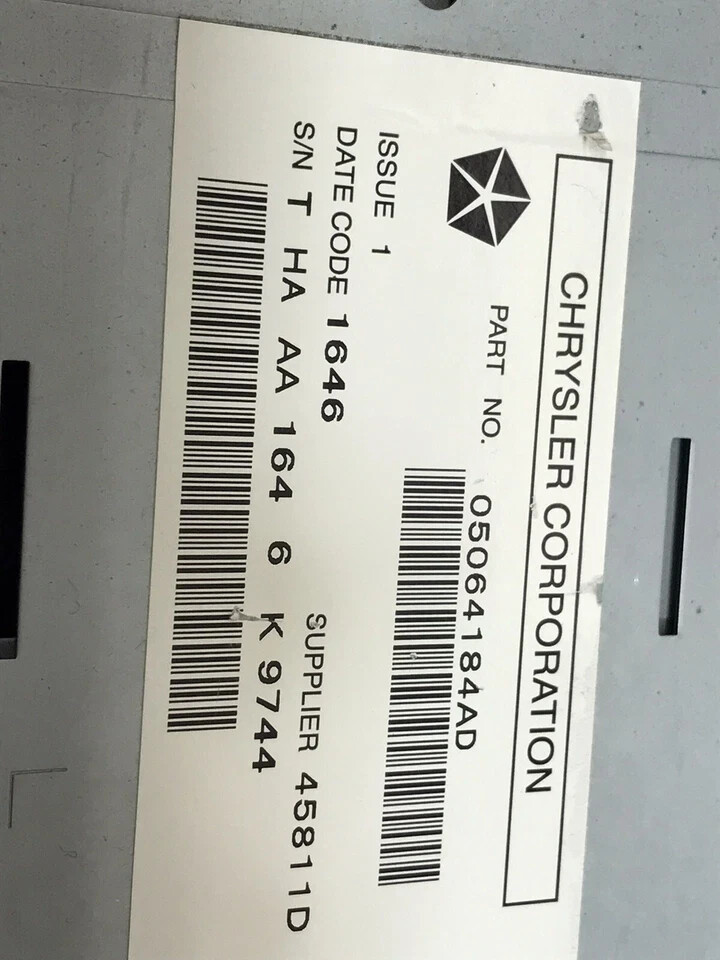 CHRYSLER CORPORATION
PART NO. 05064184AD
ISSUE 1
DATE CODE 1646
SUPPLIER 45811D
S/N T HA AA 164 6 K 9744